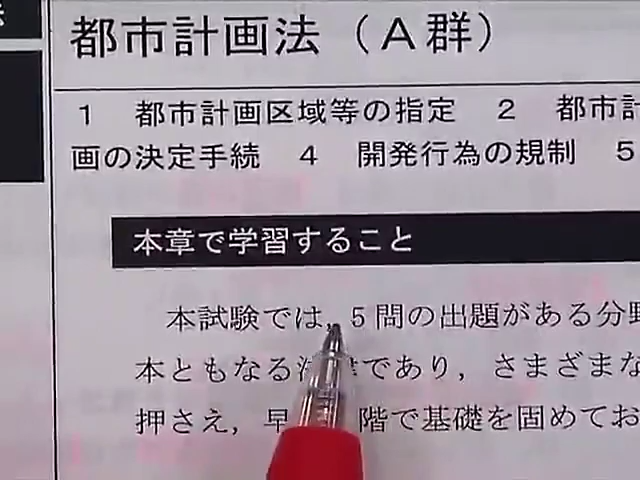 都市計画法（A群）
1 都市計画区域等の指定 2 都市計
画の決定手続 4 開発行為の規制 5
本章で学習すること
本試験では，5問の出題がある分野
本ともなる法律であり，さまざまな
押さえ，早 階で基礎を固めてお